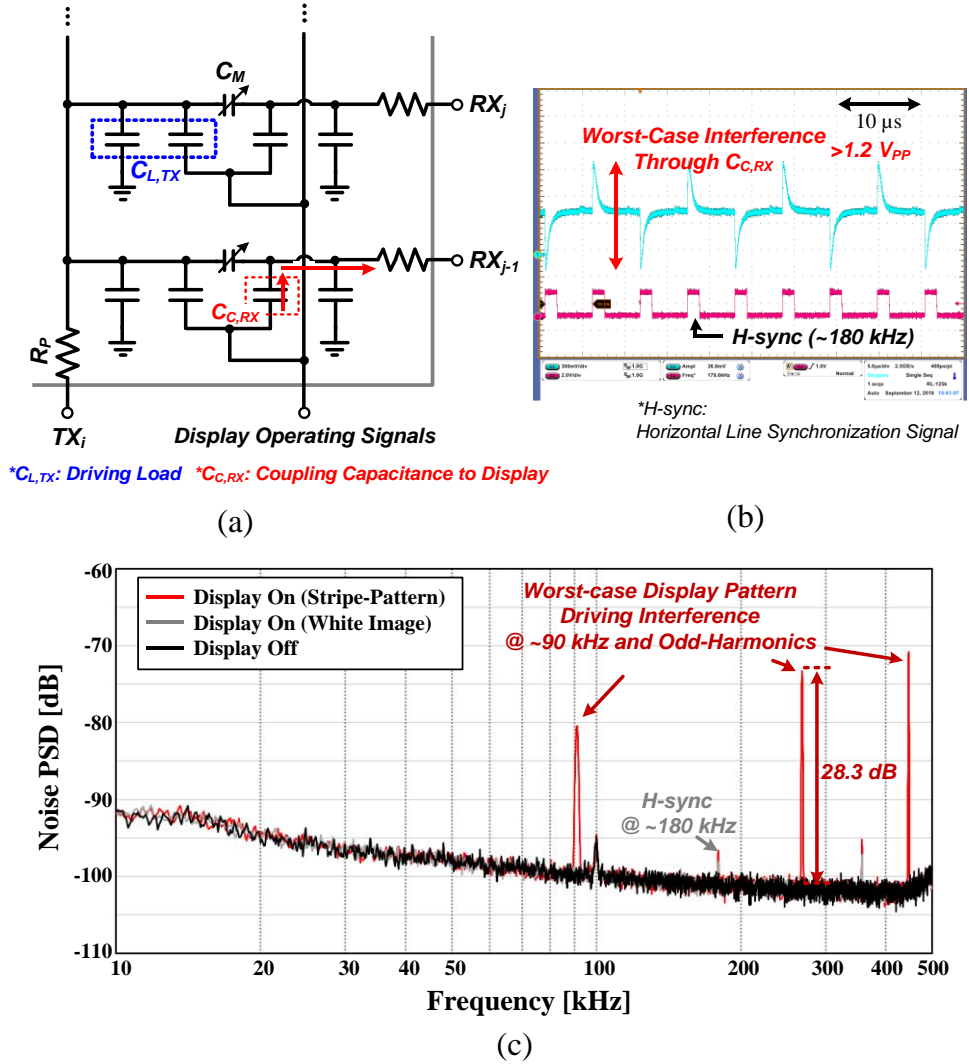 C_M
RX_j
C_L,TX
RX_j-1
C_C,RX
R_P
TX_i
Display Operating Signals
*C_L,TX: Driving Load *C_C,RX: Coupling Capacitance to Display
(a)
10 µs
Worst-Case Interference
Through C_C,RX
>1.2 V_PP
H-sync (~180 kHz)
*H-sync:
Horizontal Line Synchronization Signal
(b)
-60
-70
-80
-90
-100
-110
Noise PSD [dB]
Display On (Stripe-Pattern)
Display On (White Image)
Display Off
Worst-case Display Pattern
Driving Interference
@ ~90 kHz and Odd-Harmonics
28.3 dB
H-sync
@ ~180 kHz
10 20 30 40 50 100 200 300 400 500
Frequency [kHz]
(c)